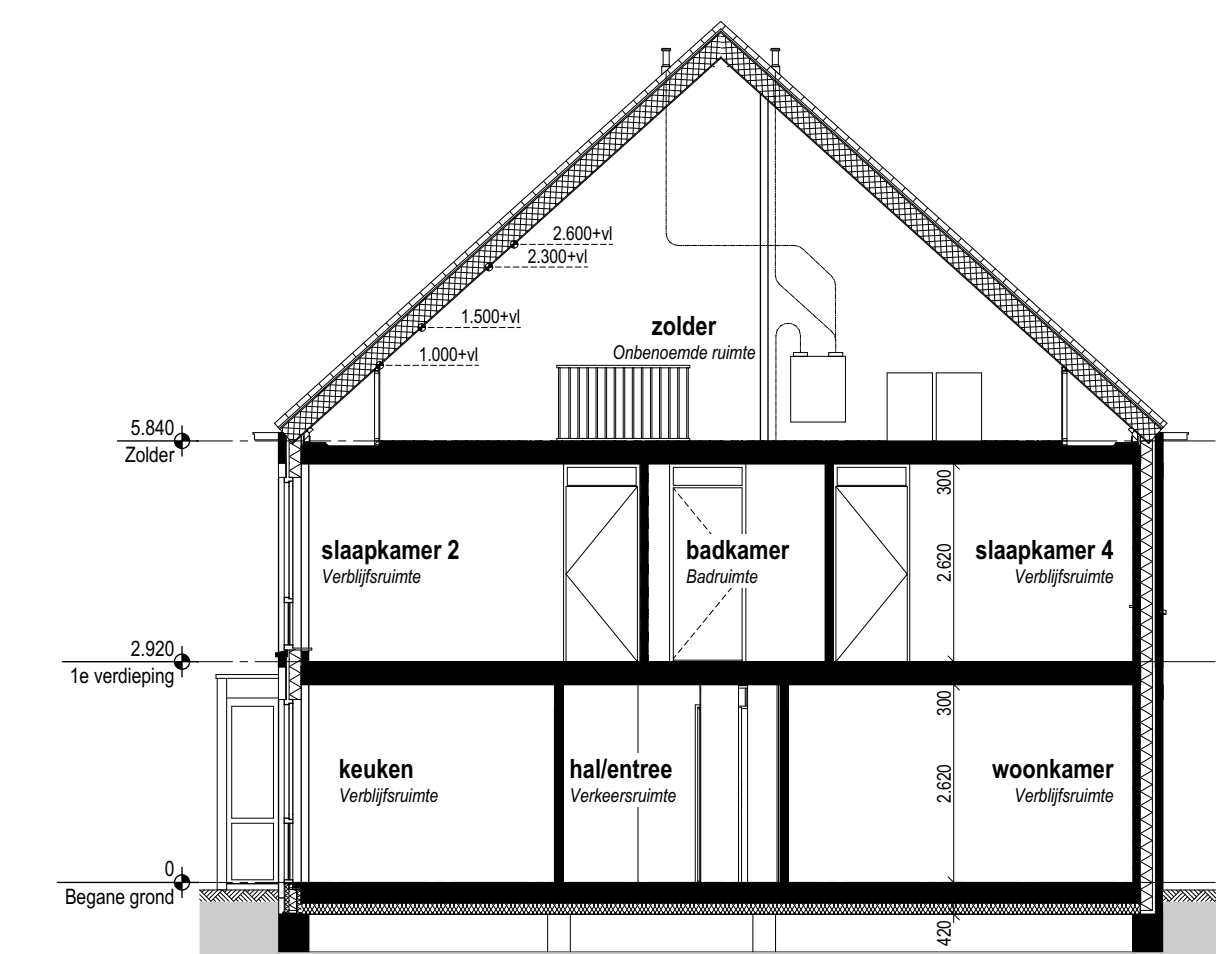 2.600+vl
2.300+vl
1.500+vl
1.000+vl
zolder
Onbenoemde ruimte
5.840
Zolder
300
slaapkamer 2
Verblijfsruimte
badkamer
Badruimte
2.620
slaapkamer 4
Verblijfsruimte
2.920
1e verdieping
300
keuken
Verblijfsruimte
hal/entree
Verkeersruimte
2.620
woonkamer
Verblijfsruimte
0
Begane grond
420